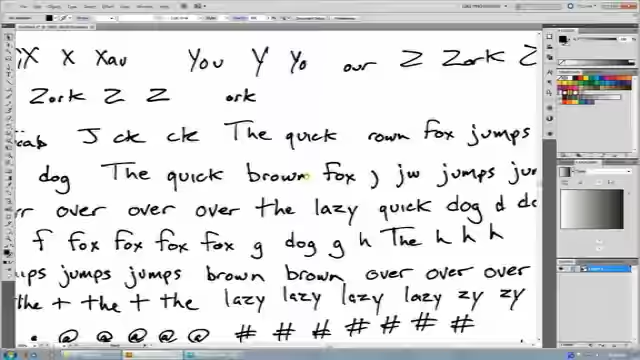 X X Xav You Y Yo our Z Zork Z
Zork Z Z ork
J ck ck The quick rown fox jumps
dog The quick brown fox j jw jumps
over over over the lazy quick dog d
f fox fox fox fox g dog g h The h h h
jumps jumps brown brown over over over
the t the t the lazy lazy lazy lazy zy zy
@ @ @ @ @ # # # # # # #